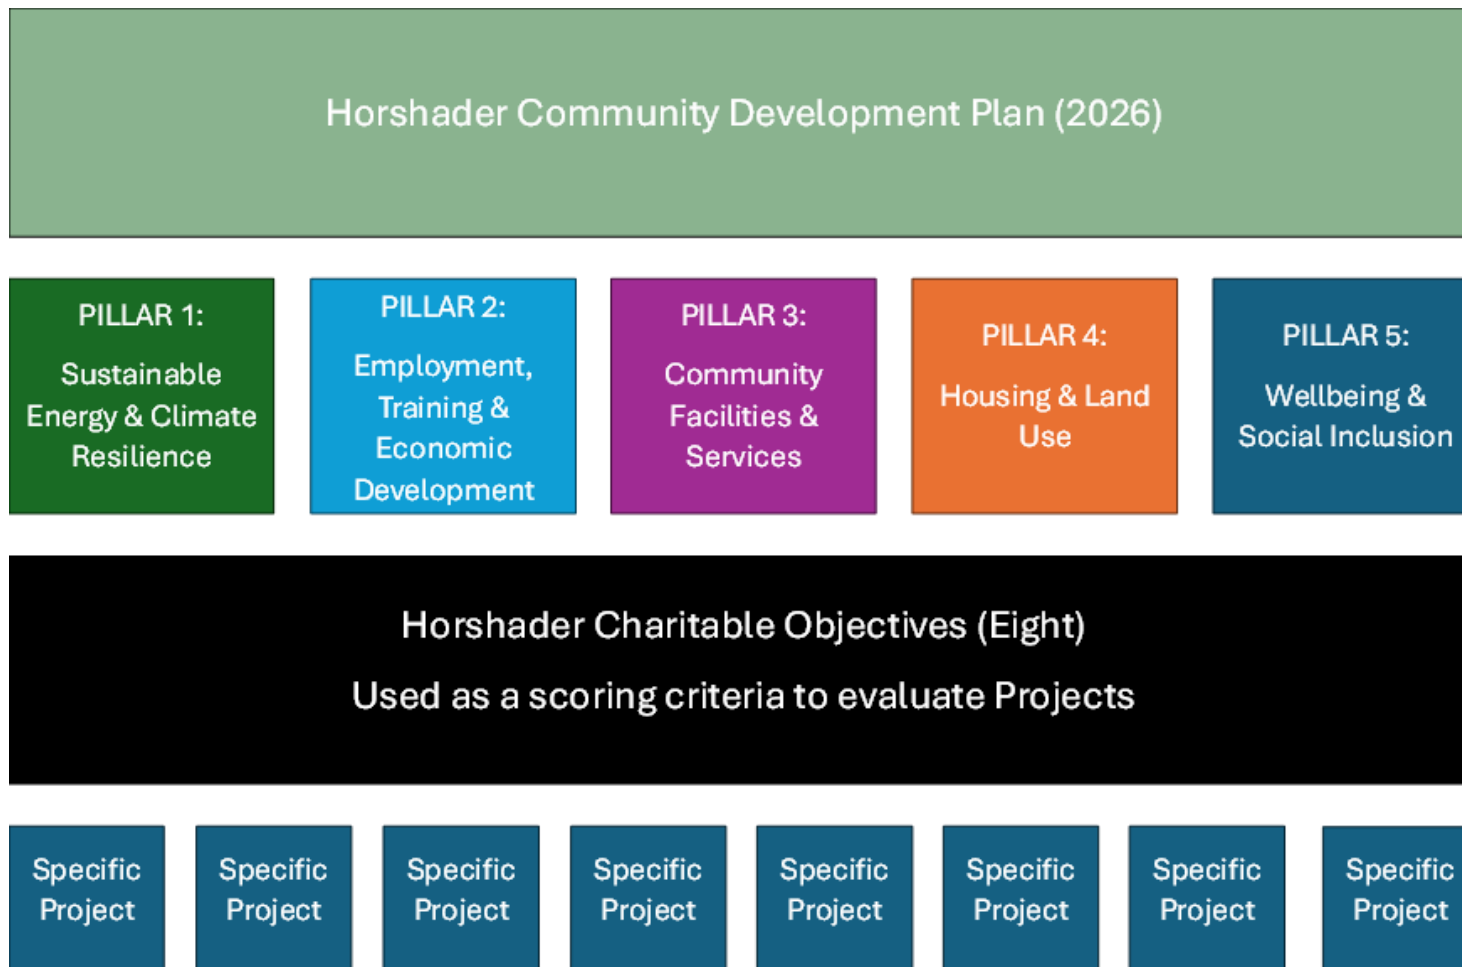 Horshader Community Development Plan (2026)
PILLAR 1:
Sustainable
Energy & Climate
Resilience
PILLAR 2:
Employment,
Training &
Economic
Development
PILLAR 3:
Community
Facilities &
Services
PILLAR 4:
Housing & Land
Use
PILLAR 5:
Wellbeing &
Social Inclusion
Horshader Charitable Objectives (Eight)
Used as a scoring criteria to evaluate Projects
Specific
Project
Specific
Project
Specific
Project
Specific
Project
Specific
Project
Specific
Project
Specific
Project
Specific
Project